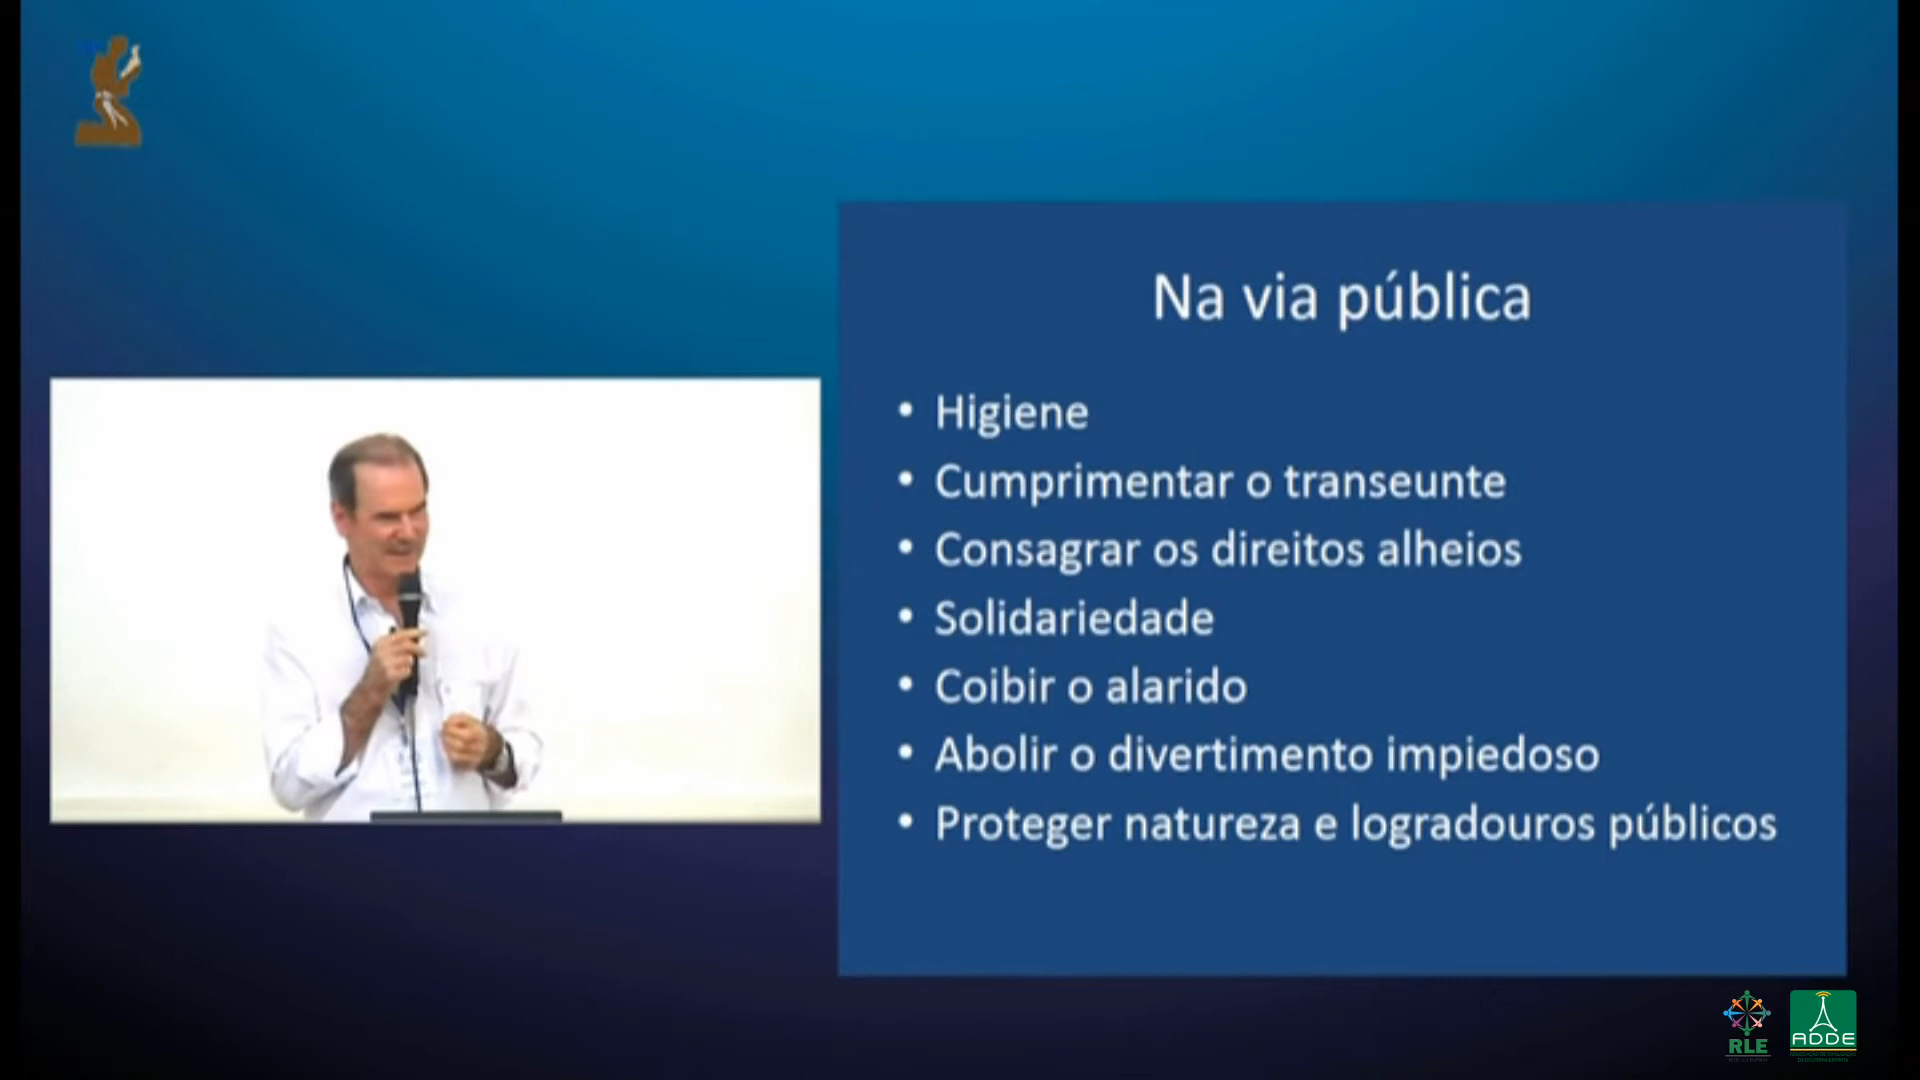 Na via pública
• Higiene
• Cumprimentar o transeunte
• Consagrar os direitos alheios
• Solidariedade
• Coibir o alarido
• Abolir o divertimento impiedoso
• Proteger natureza e logradouros públicos
RLE
ADDE